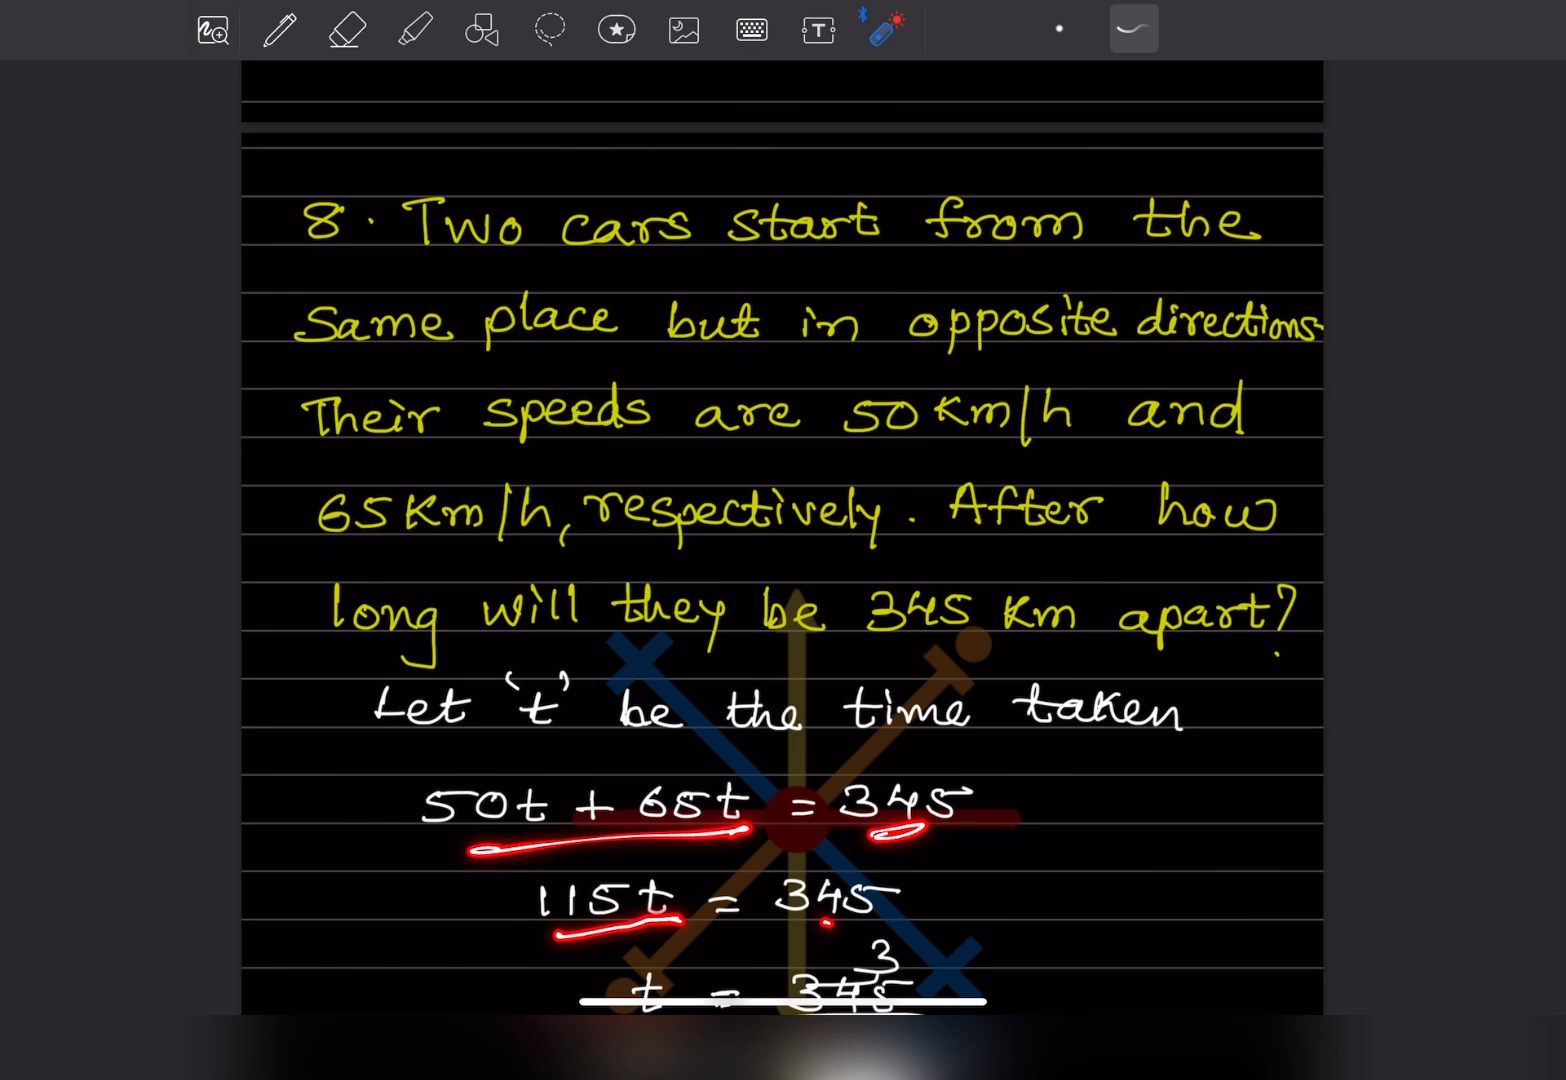 8. Two cars start from the
same place but in opposite directions.
Their speeds are 50 Km/h and
65 Km/h, respectively. After how
long will they be 345 Km apart?
Let 't' be the time taken
50t + 65t = 345
115t = 345
3
t = 345